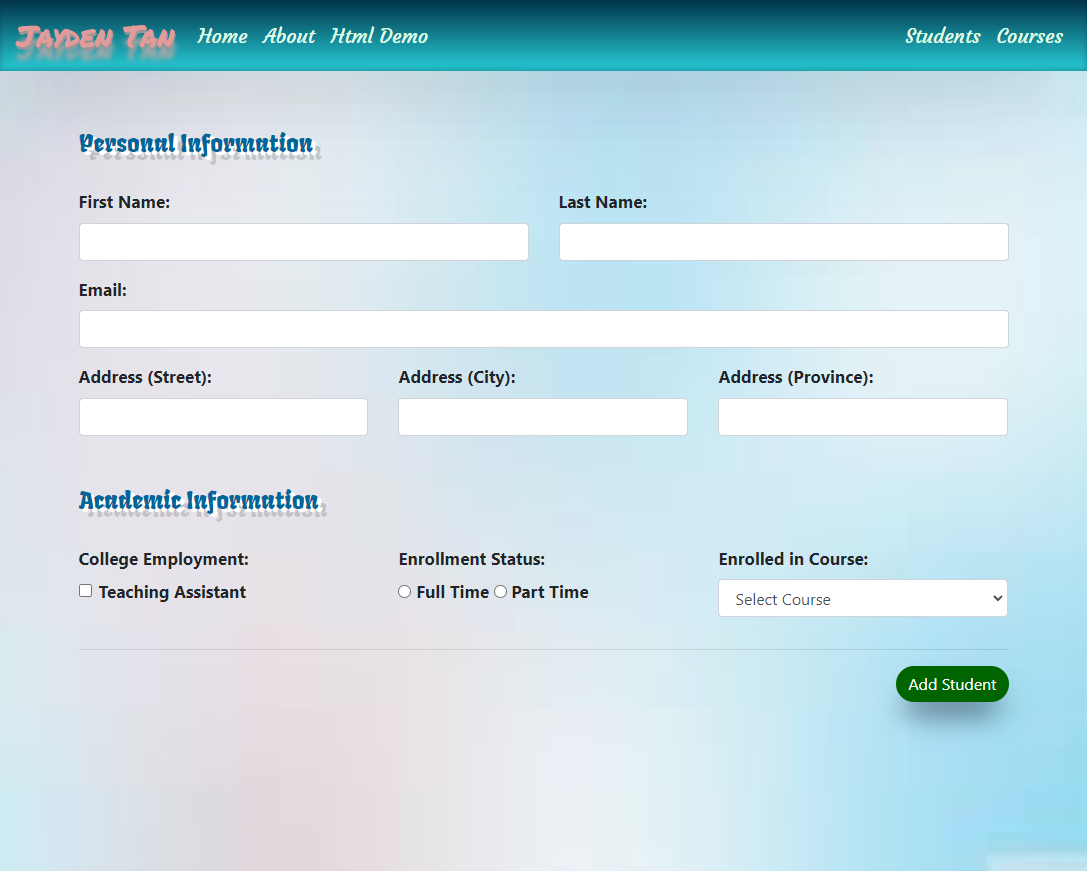 Jayden Tan Home About Html Demo Students Courses
Personal Information
First Name: Last Name:
Email:
Address (Street): Address (City): Address (Province):
Academic Information
College Employment: Enrollment Status: Enrolled in Course:
Teaching Assistant Full Time Part Time Select Course
Add Student